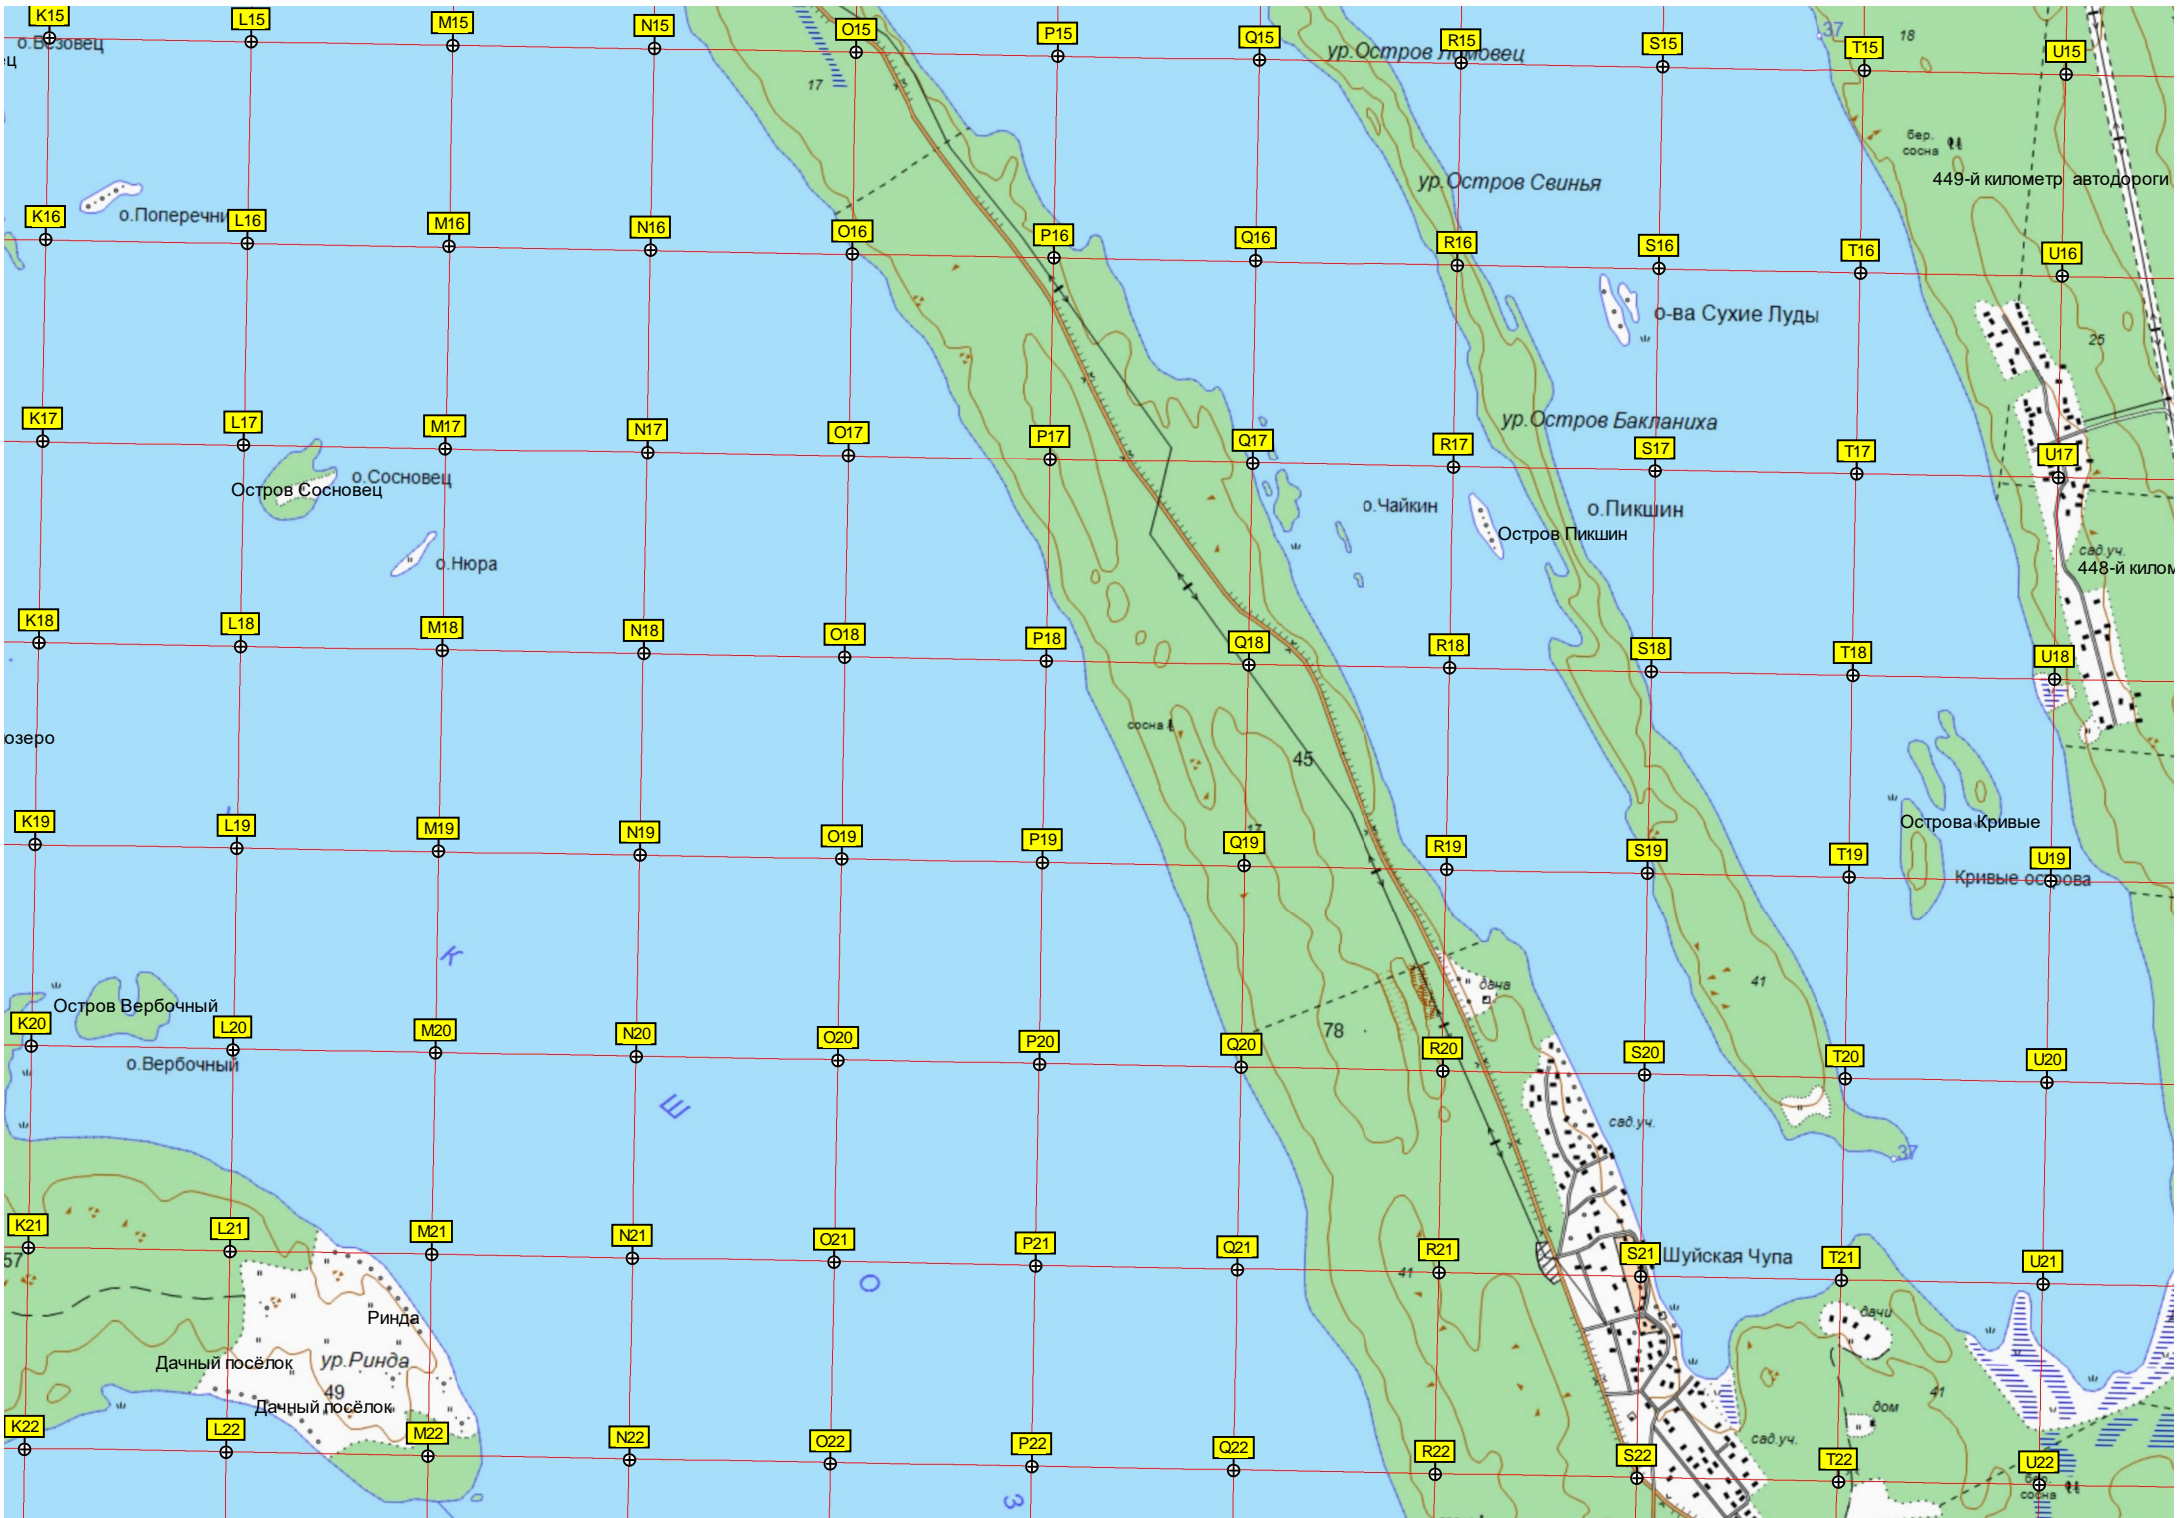 K15 L15 M15 N15 O15 P15 Q15 R15 S15 T15 U15
о.Везовец
ец
17
ур.Остров Ломовец
37
18
бер.
сосна
ур.Остров Свинья
449-й километр автодороги
о.Поперечни
K16 L16 M16 N16 O16 P16 Q16 R16 S16 T16 U16
о-ва Сухие Луды
25
ур.Остров Бакланиха
K17 L17 M17 N17 O17 P17 Q17 R17 S17 T17 U17
о.Сосновец
Остров Сосновец
о.Чайкин
о.Пикшин
Остров Пикшин
сад.уч.
о.Нюра
448-й килом
K18 L18 M18 N18 O18 P18 Q18 R18 S18 T18 U18
сосна
озеро
45
17
Острова Кривые
K19 L19 M19 N19 O19 P19 Q19 R19 S19 T19 U19
Кривые острова
К
дача
41
Остров Вербочный
78
K20 L20 M20 N20 O20 P20 Q20 R20 S20 T20 U20
о.Вербочный
Ш
сад.уч.
37
K21 L21 M21 N21 O21 P21 Q21 R21 S21 T21 U21
57
Шуйская Чупа
41
О
дачи
Ринда
Дачный посёлок
ур.Ринда
49
41
Дачный посёлок
дом
сад.уч.
K22 L22 M22 N22 O22 P22 Q22 R22 S22 T22 U22
бер.
сосна
З